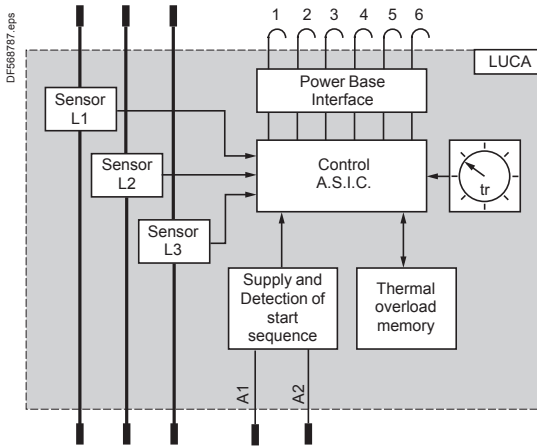 DF568787.eps
1 2 3 4 5 6
LUCA
Power Base
Interface
Sensor
L1
Sensor
L2
Sensor
L3
Control
A.S.I.C.
tr
Supply and
Detection of
start
sequence
Thermal
overload
memory
A1
A2